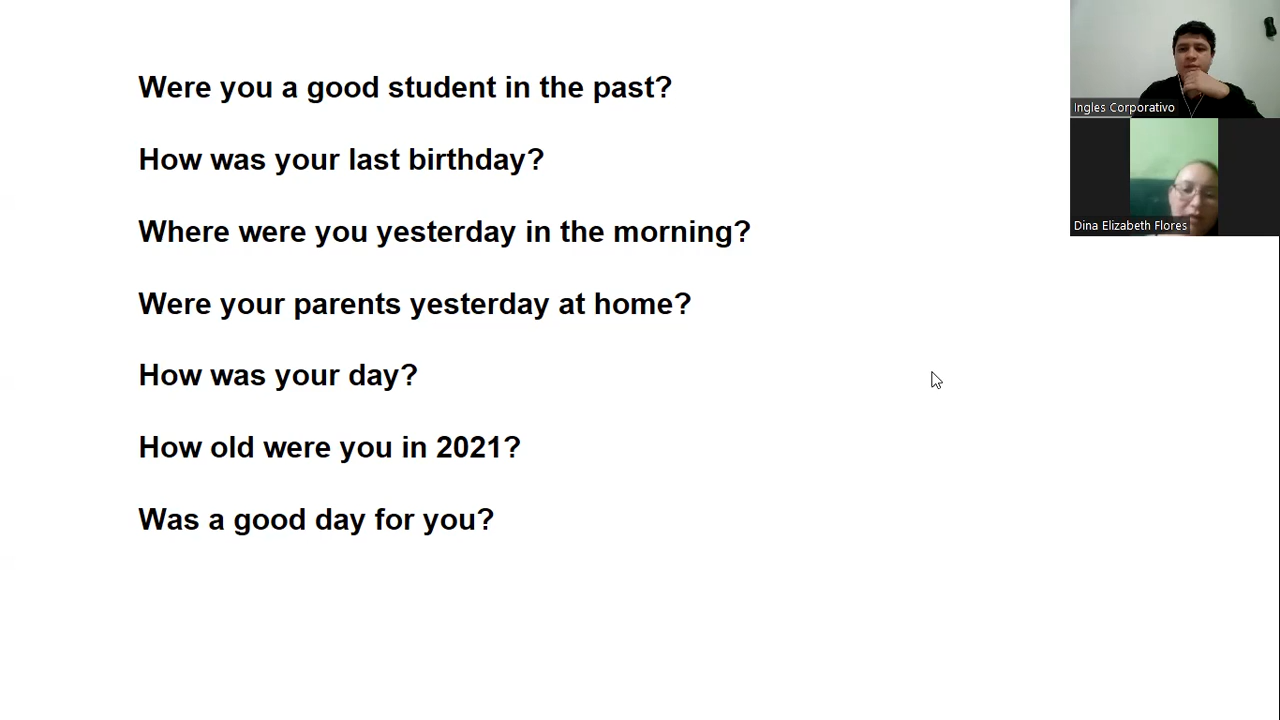 Were you a good student in the past?
How was your last birthday?
Where were you yesterday in the morning?
Were your parents yesterday at home?
How was your day?
How old were you in 2021?
Was a good day for you?
Ingles Corporativo
Dina Elizabeth Flores